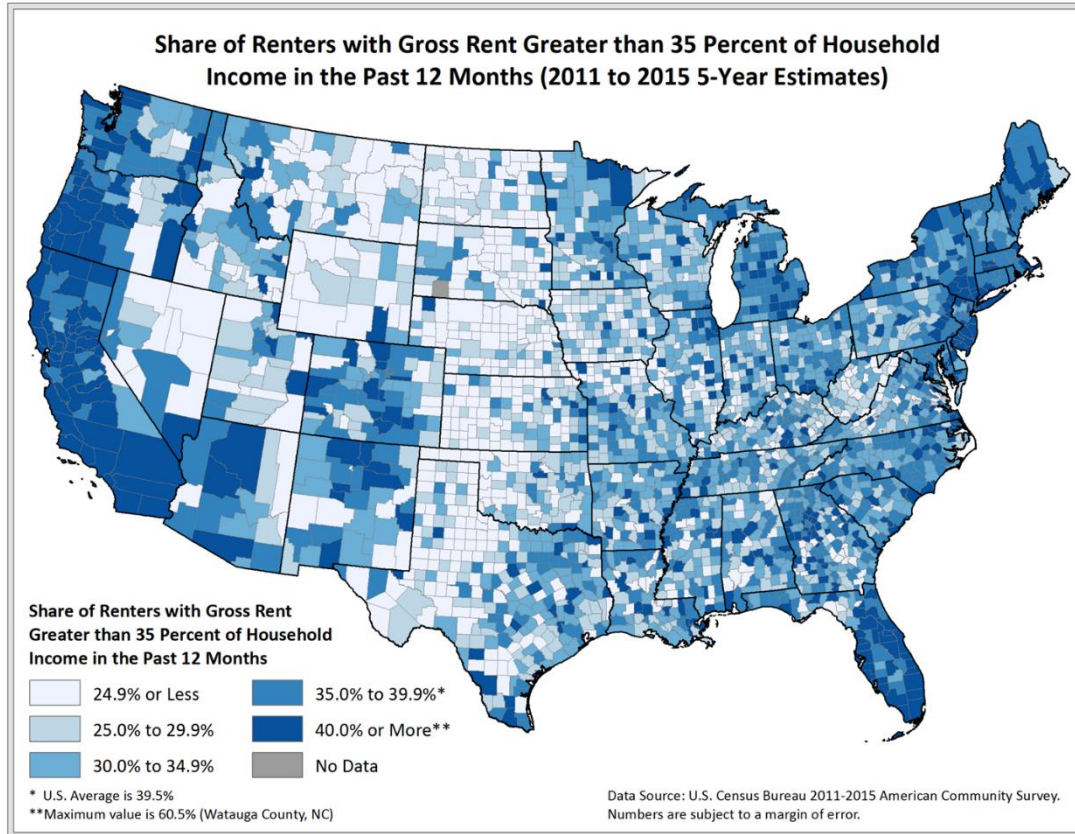 Share of Renters with Gross Rent Greater than 35 Percent of Household
Income in the Past 12 Months (2011 to 2015 5-Year Estimates)
Share of Renters with Gross Rent
Greater than 35 Percent of Household
Income in the Past 12 Months
24.9% or Less
25.0% to 29.9%
30.0% to 34.9%
35.0% to 39.9%*
40.0% or More**
No Data
* U.S. Average is 39.5%
**Maximum value is 60.5% (Watauga County, NC)
Data Source: U.S. Census Bureau 2011-2015 American Community Survey.
Numbers are subject to a margin of error.